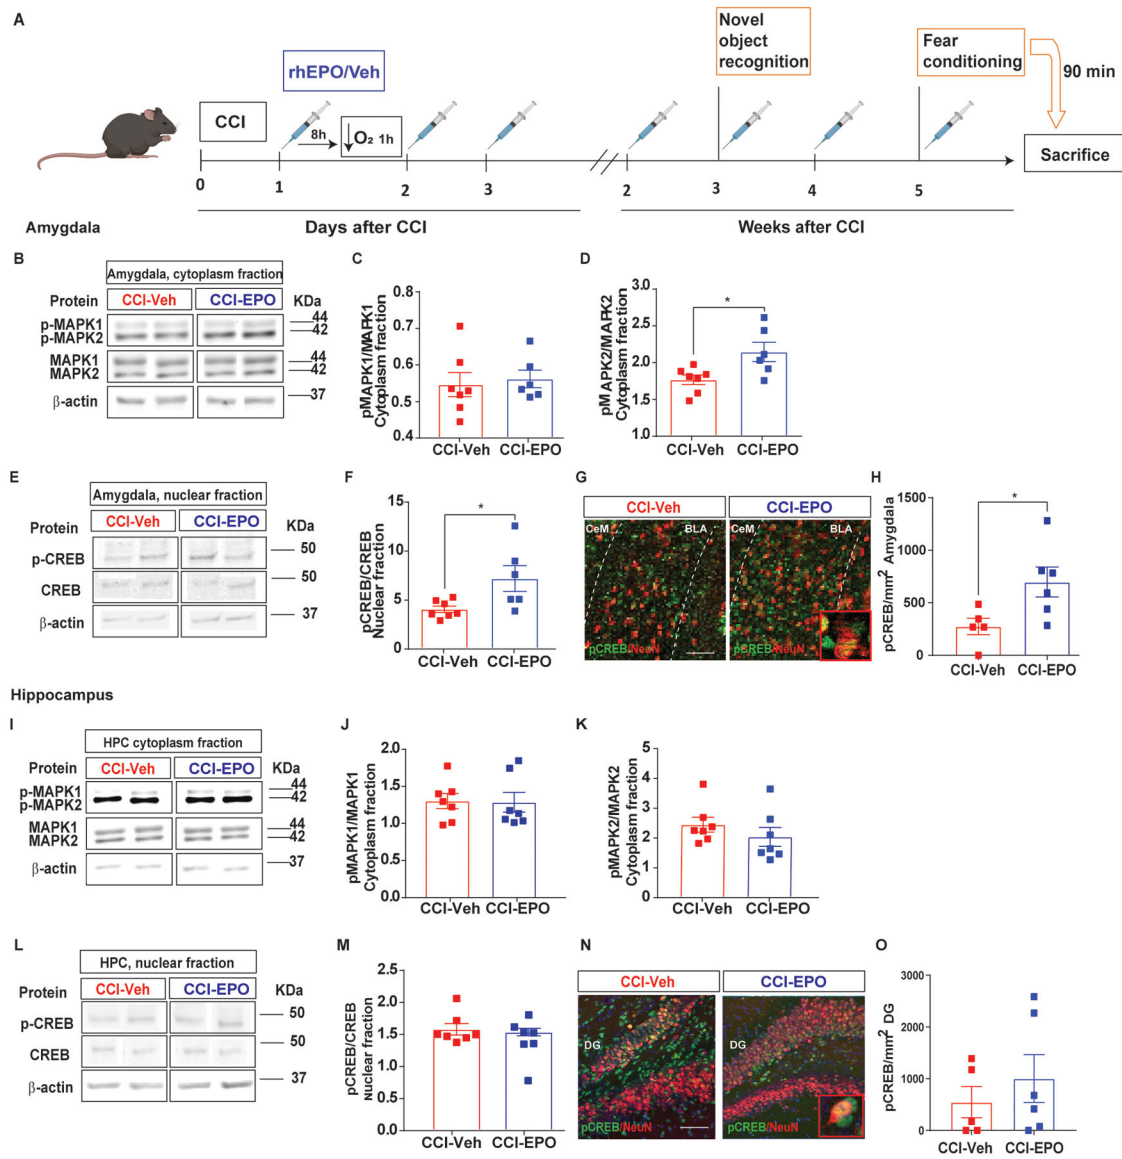 A
Novel
object
recognition
Fear
conditioning
90 min
rhEPO/Veh
CCI
8h
↓O₂ 1h
Sacrifice
0
1
2
3
2
3
4
5
Days after CCI
Weeks after CCI
Amygdala
B
Amygdala, cytoplasm fraction
Protein
CCI-Veh
CCI-EPO
KDa
p-MAPK1
p-MAPK2
44
42
MAPK1
MAPK2
44
42
β-actin
37
C
pMAPK1/MAPK1
Cytoplasm fraction
0.8
0.7
0.6
0.5
0.4
CCI-Veh
CCI-EPO
D
pMAPK2/MAPK2
Cytoplasm fraction
3.0
2.5
2.0
1.5
1.0
*
CCI-Veh
CCI-EPO
E
Amygdala, nuclear fraction
Protein
CCI-Veh
CCI-EPO
KDa
p-CREB
50
CREB
50
β-actin
37
F
pCREB/CREB
Nuclear fraction
15
10
5
0
*
CCI-Veh
CCI-EPO
G
CCI-Veh
CCI-EPO
CeM
BLA
CeM
BLA
pCREB/NeuN
pCREB/NeuN
H
pCREB/mm² Amygdala
1500
1000
500
0
*
CCI-Veh
CCI-EPO
Hippocampus
I
HPC cytoplasm fraction
Protein
CCI-Veh
CCI-EPO
KDa
p-MAPK1
p-MAPK2
44
42
MAPK1
MAPK2
44
42
β-actin
37
J
pMAPK1/MAPK1
Cytoplasm fraction
2.0
1.5
1.0
0.5
0.0
CCI-Veh
CCI-EPO
K
pMAPK2/MAPK2
Cytoplasm fraction
5
4
3
2
1
0
CCI-Veh
CCI-EPO
L
HPC, nuclear fraction
Protein
CCI-Veh
CCI-EPO
KDa
p-CREB
50
CREB
50
β-actin
37
M
pCREB/CREB
Nuclear fraction
2.5
2.0
1.5
1.0
0.5
0.0
CCI-Veh
CCI-EPO
N
CCI-Veh
CCI-EPO
DG
DG
pCREB/NeuN
pCREB/NeuN
O
pCREB/mm² DG
3000
2000
1000
0
CCI-Veh
CCI-EPO